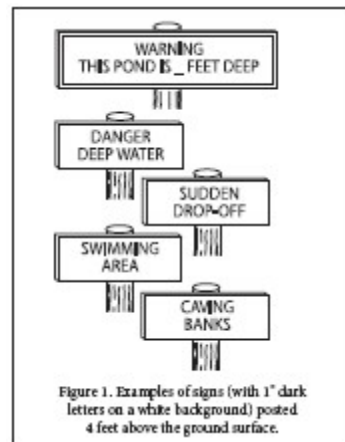 WARNING
THIS POND IS _ FEET DEEP
DANGER
DEEP WATER
SUDDEN
DROP-OFF
SWIMMING
AREA
CAVING
BANKS
Figure 1. Examples of signs (with 1" dark
letters on a white background) posted
4 feet above the ground surface.